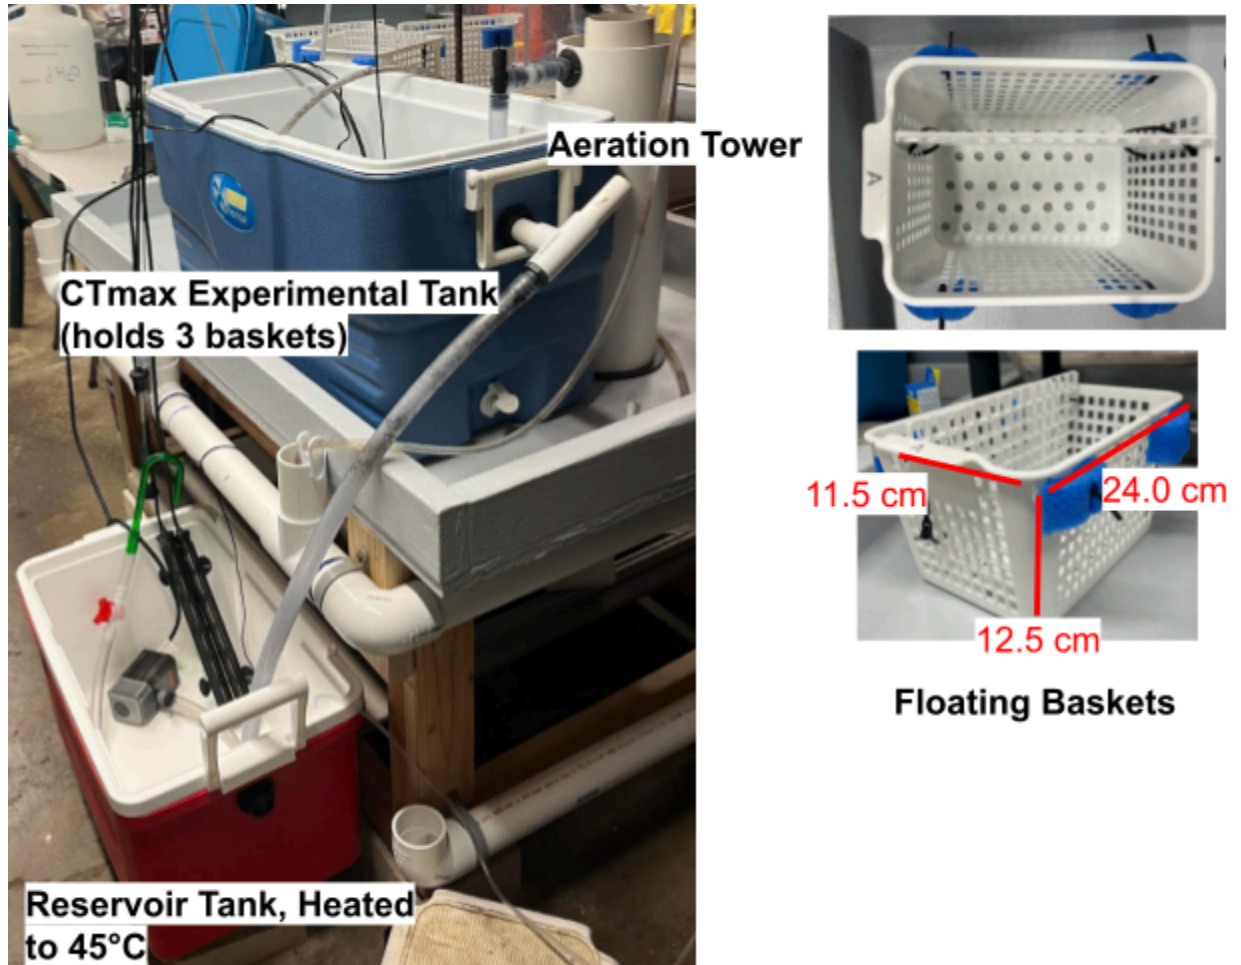 Aeration Tower
CTmax Experimental Tank
(holds 3 baskets)
Reservoir Tank, Heated
to 45°C
A
11.5 cm
24.0 cm
12.5 cm
Floating Baskets